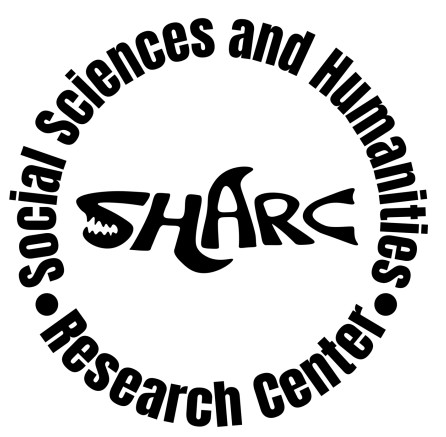 Social Sciences and Humanities
SHARC
Research Center